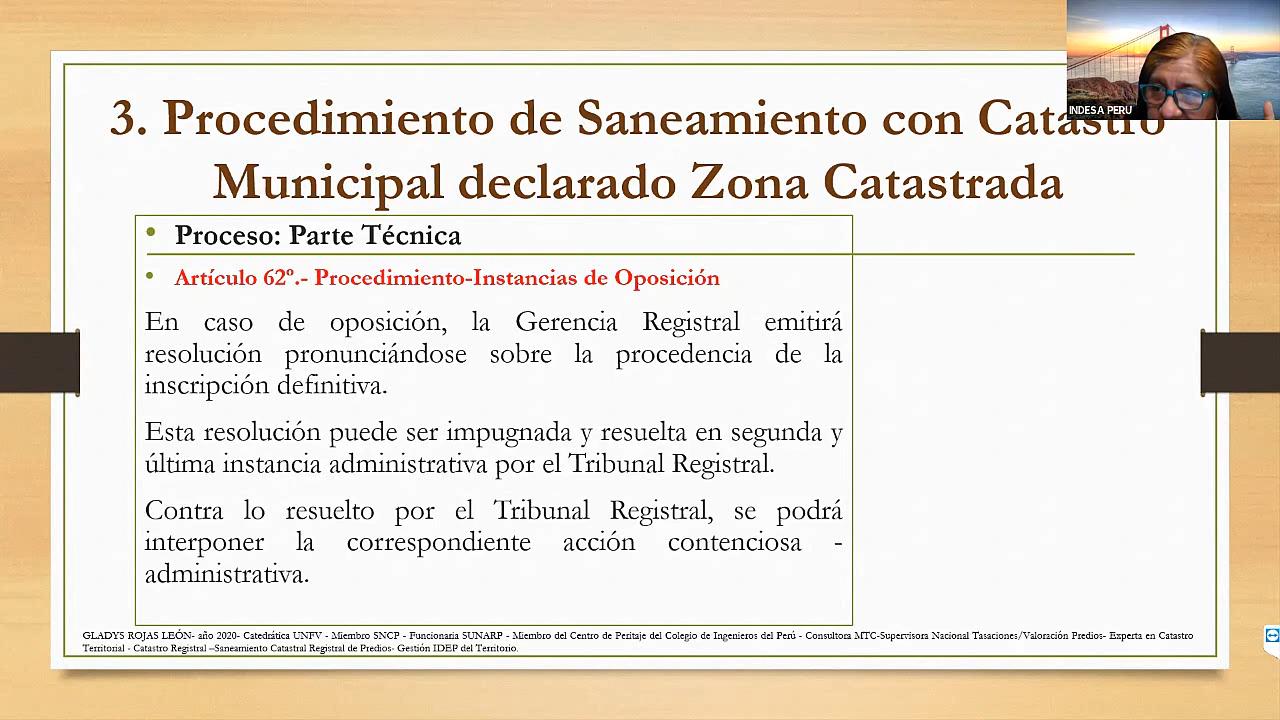 INDESA PERU
3. Procedimiento de Saneamiento con Catastro
Municipal declarado Zona Catastrada
• Proceso: Parte Técnica
• Artículo 62º.- Procedimiento-Instancias de Oposición
En caso de oposición, la Gerencia Registral emitirá
resolución pronunciándose sobre la procedencia de la
inscripción definitiva.
Esta resolución puede ser impugnada y resuelta en segunda y
última instancia administrativa por el Tribunal Registral.
Contra lo resuelto por el Tribunal Registral, se podrá
interponer la correspondiente acción contenciosa -
administrativa.
GLADYS ROJAS LEÓN- año 2020- Catedrática UNFV - Miembro SNCP - Funcionaria SUNARP - Miembro del Centro de Peritaje del Colegio de Ingenieros del Perú - Consultora MTC-Supervisora Nacional Tasaciones/Valoración Predios- Experta en Catastro
Territorial - Catastro Registral –Saneamiento Catastral Registral de Predios- Gestión IDEP del Territorio.